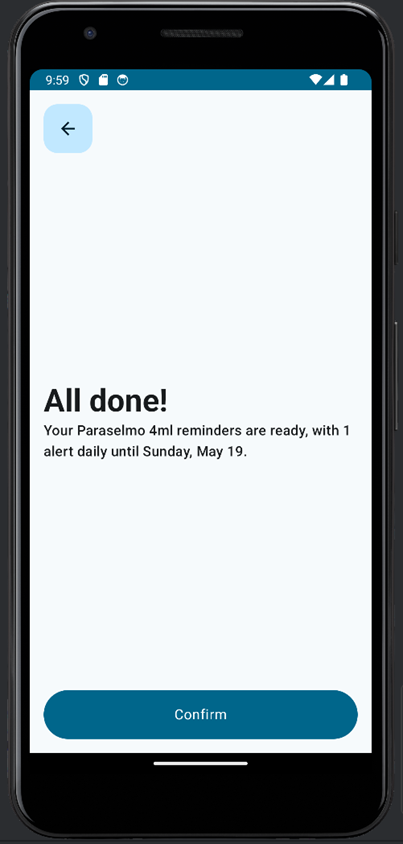 9:59
All done!
Your Paraselmo 4ml reminders are ready, with 1
alert daily until Sunday, May 19.
Confirm